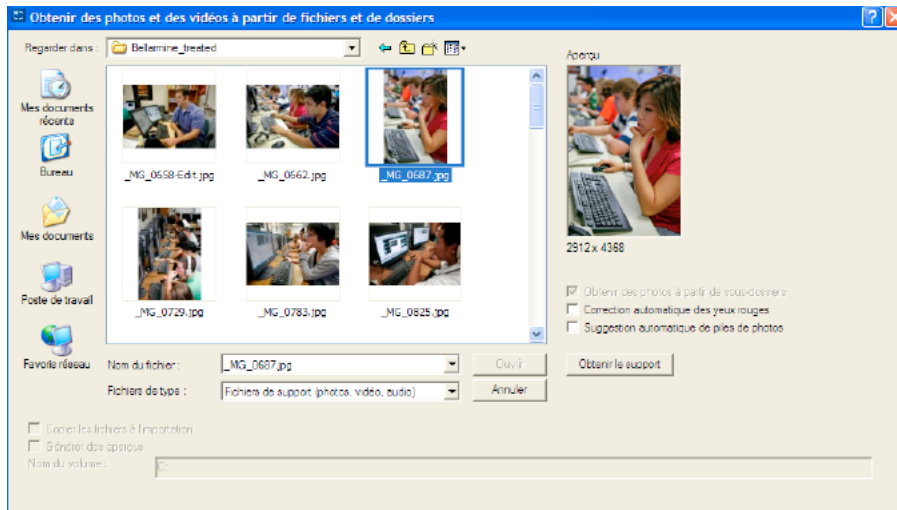 Obtenir des photos et des vidéos à partir de fichiers et de dossiers
Regarder dans :
Bellarmine_treated
Aperçu
Mes documents
récents
Bureau
Mes documents
Poste de travail
Favoris réseau
_MG_0558-Edit.jpg
_MG_0662.jpg
_MG_0687.jpg
_MG_0729.jpg
_MG_0783.jpg
_MG_0825.jpg
2912 x 4368
Obtenir des photos à partir de sous-dossiers
Correction automatique des yeux rouges
Suggestion automatique de piles de photos
Nom du fichier :
_MG_0687.jpg
Ouvrir
Obtenir le support
Fichiers de type :
Fichiers de support (photos, vidéo, audio)
Annuler
Copier les fichiers à l'importation
Générer des aperçus
Nom du volume :
C: